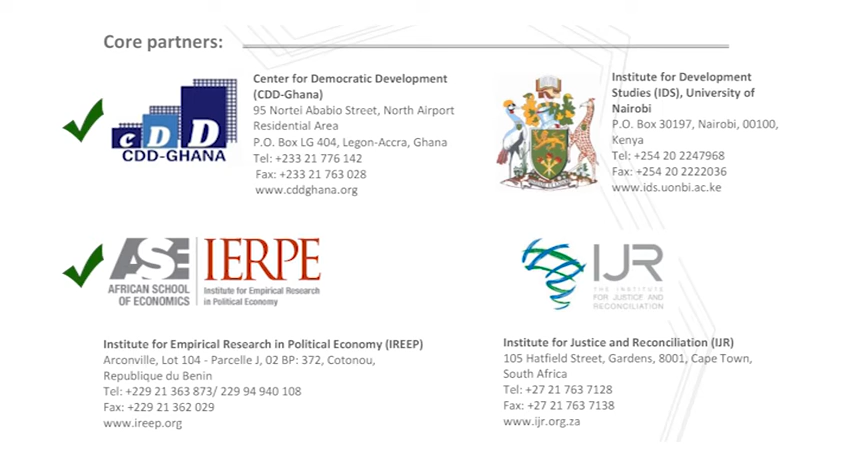 Core partners:
CDD
CDD-GHANA
Center for Democratic Development
(CDD-Ghana)
95 Nortei Ababio Street, North Airport
Residential Area
P.O. Box LG 404, Legon-Accra, Ghana
Tel: +233 21 776 142
Fax: +233 21 763 028
www.cddghana.org
Institute for Development
Studies (IDS), University of
Nairobi
P.O. Box 30197, Nairobi, 00100,
Kenya
Tel: +254 20 2247968
Fax: +254 20 2222036
www.ids.uonbi.ac.ke
ASE
AFRICAN SCHOOL
OF ECONOMICS
IERPE
Institute for Empirical Research
in Political Economy
IJR
THE INSTITUTE
FOR JUSTICE AND
RECONCILIATION
Institute for Empirical Research in Political Economy (IREEP)
Arconville, Lot 104 - Parcelle J, 02 BP: 372, Cotonou,
Republique du Benin
Tel: +229 21 363 873/ 229 94 940 108
Fax: +229 21 362 029
www.ireep.org
Institute for Justice and Reconciliation (IJR)
105 Hatfield Street, Gardens, 8001, Cape Town,
South Africa
Tel: +27 21 763 7128
Fax: +27 21 763 7138
www.ijr.org.za